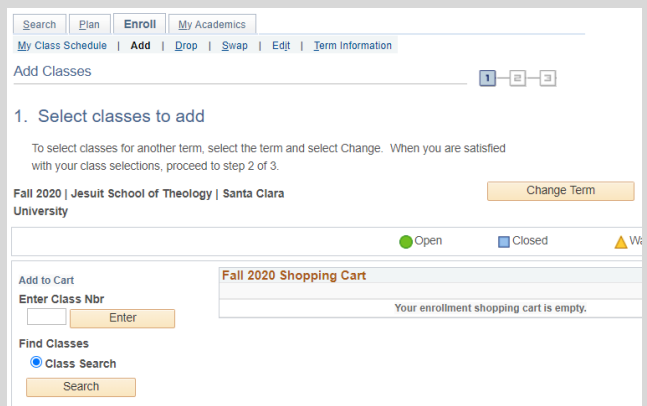 Search Plan Enroll My Academics
My Class Schedule | Add | Drop | Swap | Edit | Term Information
Add Classes
1 2 3
1. Select classes to add
To select classes for another term, select the term and select Change. When you are satisfied
with your class selections, proceed to step 2 of 3.
Fall 2020 | Jesuit School of Theology | Santa Clara
University
Change Term
Open Closed
Add to Cart
Enter Class Nbr
Enter
Find Classes
Class Search
Search
Fall 2020 Shopping Cart
Your enrollment shopping cart is empty.